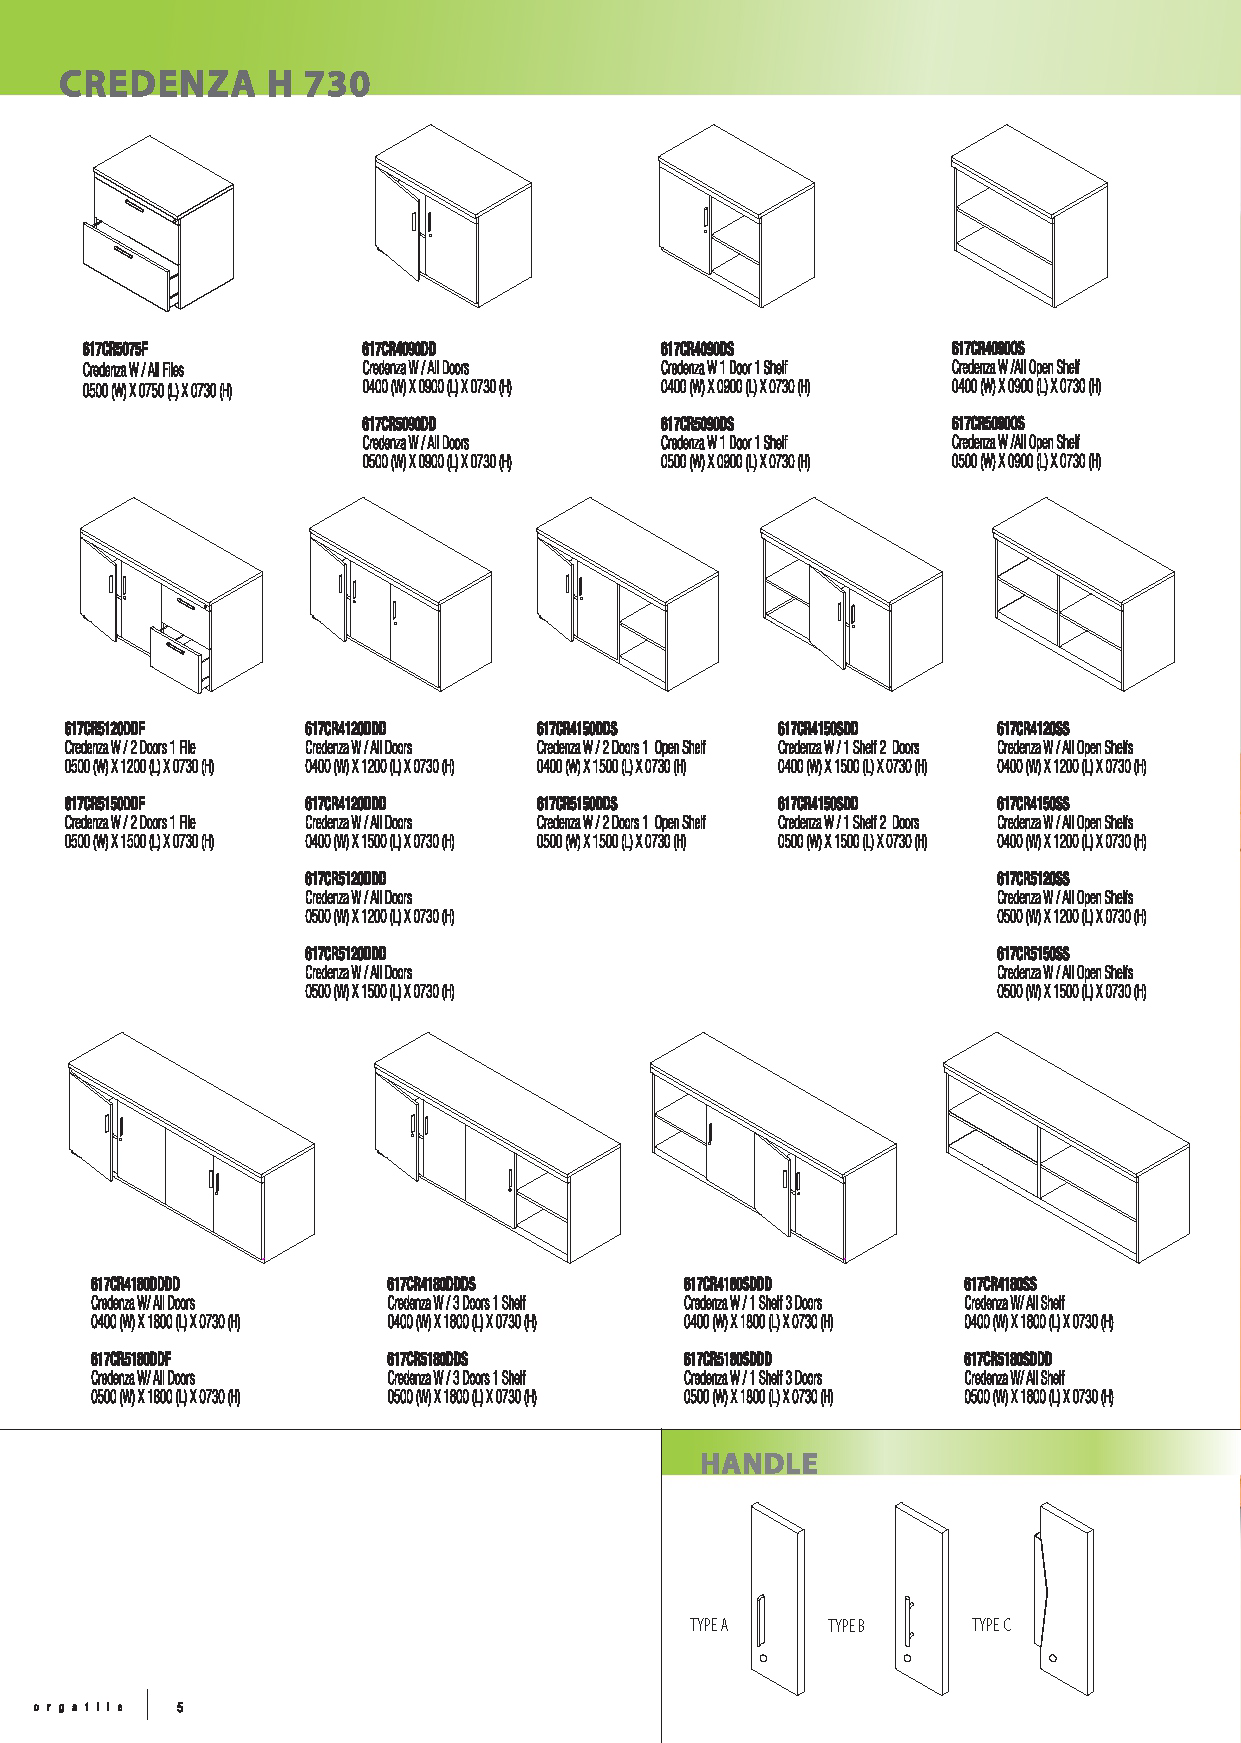 CREDENZA H 730
617CR5075F
Credenza W / All Files
0500 (W) X 0750 (L) X 0730 (H)
617CR4090DD
Credenza W / All Doors
0400 (W) X 0900 (L) X 0730 (H)
617CR5090DD
Credenza W / All Doors
0500 (W) X 0900 (L) X 0730 (H)
617CR4090DS
Credenza W 1 Door 1 Shelf
0400 (W) X 0900 (L) X 0730 (H)
617CR5090DS
Credenza W 1 Door 1 Shelf
0500 (W) X 0900 (L) X 0730 (H)
617CR4090OS
Credenza W /All Open Shelf
0400 (W) X 0900 (L) X 0730 (H)
617CR5090OS
Credenza W /All Open Shelf
0500 (W) X 0900 (L) X 0730 (H)
617CR5120DDF
Credenza W / 2 Doors 1 File
0500 (W) X 1200 (L) X 0730 (H)
617CR5150DDF
Credenza W / 2 Doors 1 File
0500 (W) X 1500 (L) X 0730 (H)
617CR4120DDD
Credenza W / All Doors
0400 (W) X 1200 (L) X 0730 (H)
617CR4120DDD
Credenza W / All Doors
0400 (W) X 1500 (L) X 0730 (H)
617CR5120DDD
Credenza W / All Doors
0500 (W) X 1200 (L) X 0730 (H)
617CR5120DDD
Credenza W / All Doors
0500 (W) X 1500 (L) X 0730 (H)
617CR4150DDS
Credenza W / 2 Doors 1 Open Shelf
0400 (W) X 1500 (L) X 0730 (H)
617CR5150DDS
Credenza W / 2 Doors 1 Open Shelf
0500 (W) X 1500 (L) X 0730 (H)
617CR4150SDD
Credenza W / 1 Shelf 2 Doors
0400 (W) X 1500 (L) X 0730 (H)
617CR4150SDD
Credenza W / 1 Shelf 2 Doors
0500 (W) X 1500 (L) X 0730 (H)
617CR4120SS
Credenza W / All Open Shelfs
0400 (W) X 1200 (L) X 0730 (H)
617CR4150SS
Credenza W / All Open Shelfs
0400 (W) X 1200 (L) X 0730 (H)
617CR5120SS
Credenza W / All Open Shelfs
0500 (W) X 1200 (L) X 0730 (H)
617CR5150SS
Credenza W / All Open Shelfs
0500 (W) X 1500 (L) X 0730 (H)
617CR4180DDDD
Credenza W/ All Doors
0400 (W) X 1800 (L) X 0730 (H)
617CR5180DDF
Credenza W/ All Doors
0500 (W) X 1800 (L) X 0730 (H)
617CR4180DDDS
Credenza W / 3 Doors 1 Shelf
0400 (W) X 1800 (L) X 0730 (H)
617CR5180DDS
Credenza W / 3 Doors 1 Shelf
0500 (W) X 1800 (L) X 0730 (H)
617CR4180SDDD
Credenza W / 1 Shelf 3 Doors
0400 (W) X 1800 (L) X 0730 (H)
617CR5180SDDD
Credenza W / 1 Shelf 3 Doors
0500 (W) X 1800 (L) X 0730 (H)
617CR4180SS
Credenza W/ All Shelf
0400 (W) X 1800 (L) X 0730 (H)
617CR5180SDDD
Credenza W/ All Shelf
0500 (W) X 1800 (L) X 0730 (H)
HANDLE
TYPE A
TYPE B
TYPE C
5